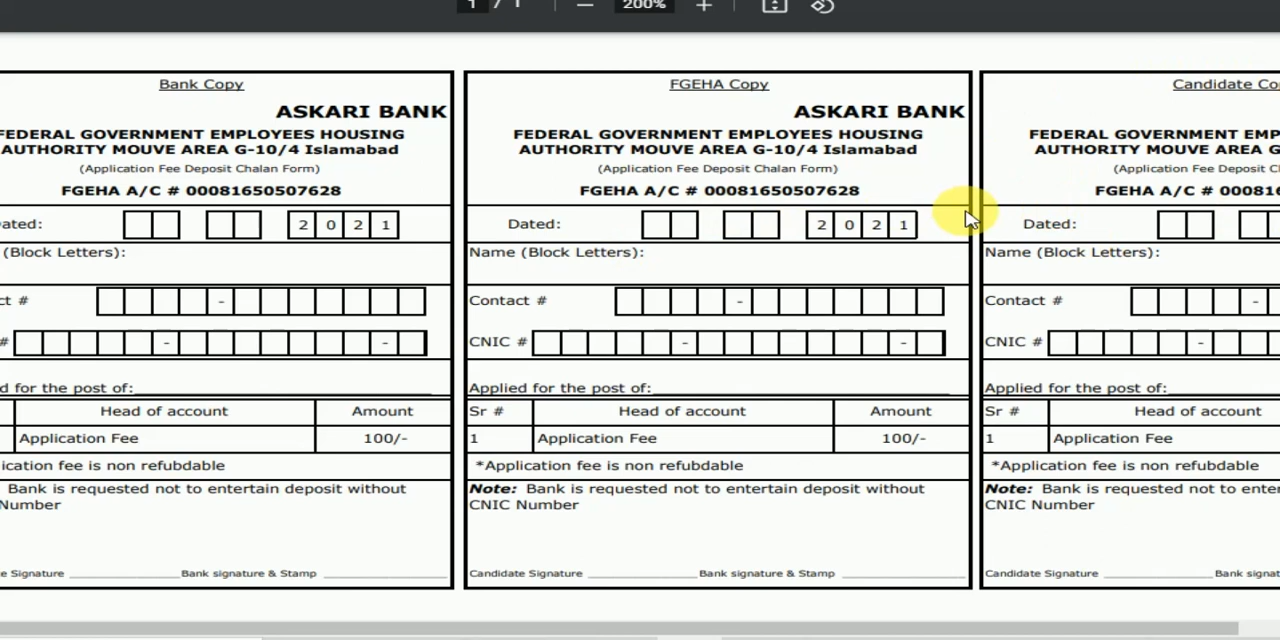 1 / 1 200%
Bank Copy
ASKARI BANK
FEDERAL GOVERNMENT EMPLOYEES HOUSING
AUTHORITY MOUVE AREA G-10/4 Islamabad
(Application Fee Deposit Chalan Form)
FGEHA A/C # 00081650507628
Dated: 2 0 2 1
(Block Letters):
#
- 
#
- -
for the post of:
Head of account Amount
Application Fee 100/-
fee is non refubdable
Bank is requested not to entertain deposit without
Number
Signature Bank signature & Stamp
FGEHA Copy
ASKARI BANK
FEDERAL GOVERNMENT EMPLOYEES HOUSING
AUTHORITY MOUVE AREA G-10/4 Islamabad
(Application Fee Deposit Chalan Form)
FGEHA A/C # 00081650507628
Dated: 2 0 2 1
Name (Block Letters):
Contact # -
CNIC # - -
Applied for the post of:
Sr # Head of account Amount
1 Application Fee 100/-
*Application fee is non refubdable
Note: Bank is requested not to entertain deposit without
CNIC Number
Candidate Signature Bank signature & Stamp
Candidate
FEDERAL GOVERNMENT
AUTHORITY MOUVE AREA
(Application Fee Deposit
FGEHA A/C #
Dated:
Name (Block Letters):
Contact # -
CNIC # -
Applied for the post of:
Sr # Head of account
1 Application Fee
*Application fee is non refubdable
Note: Bank is requested not to
CNIC Number
Candidate Signature Bank